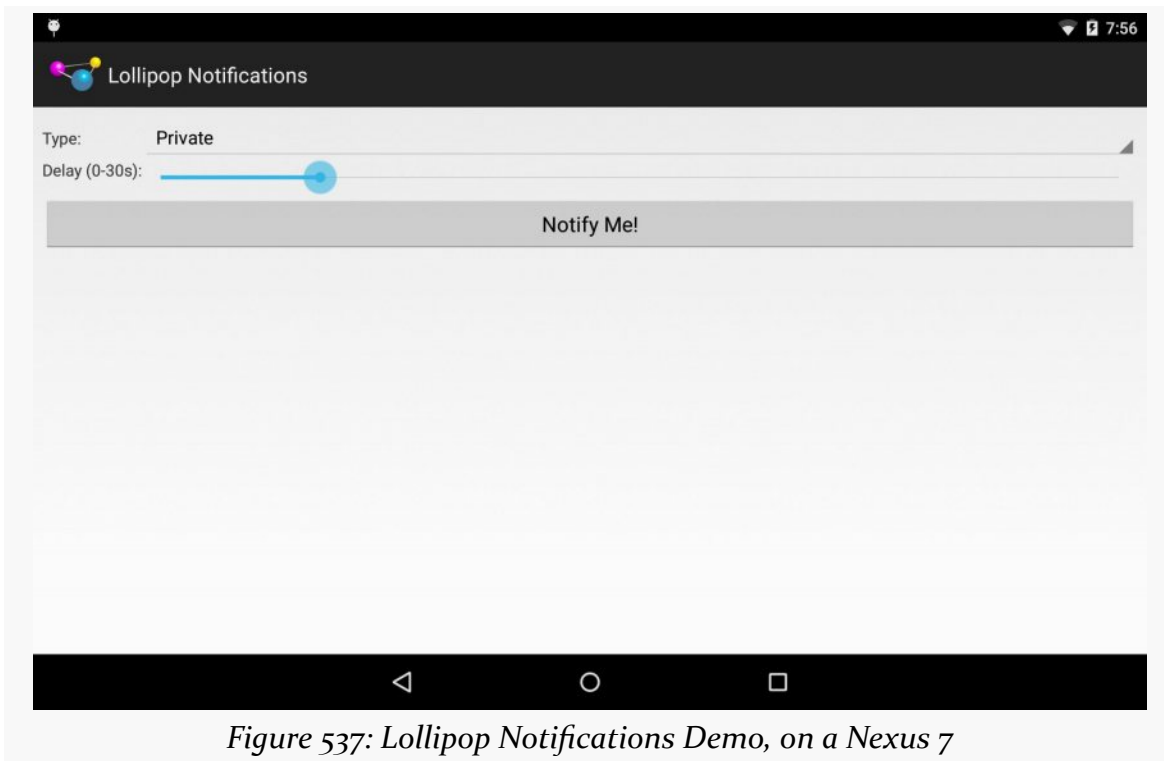 7:56
Lollipop Notifications
Type: Private
Delay (0-30s):
Notify Me!
Figure 537: Lollipop Notifications Demo, on a Nexus 7